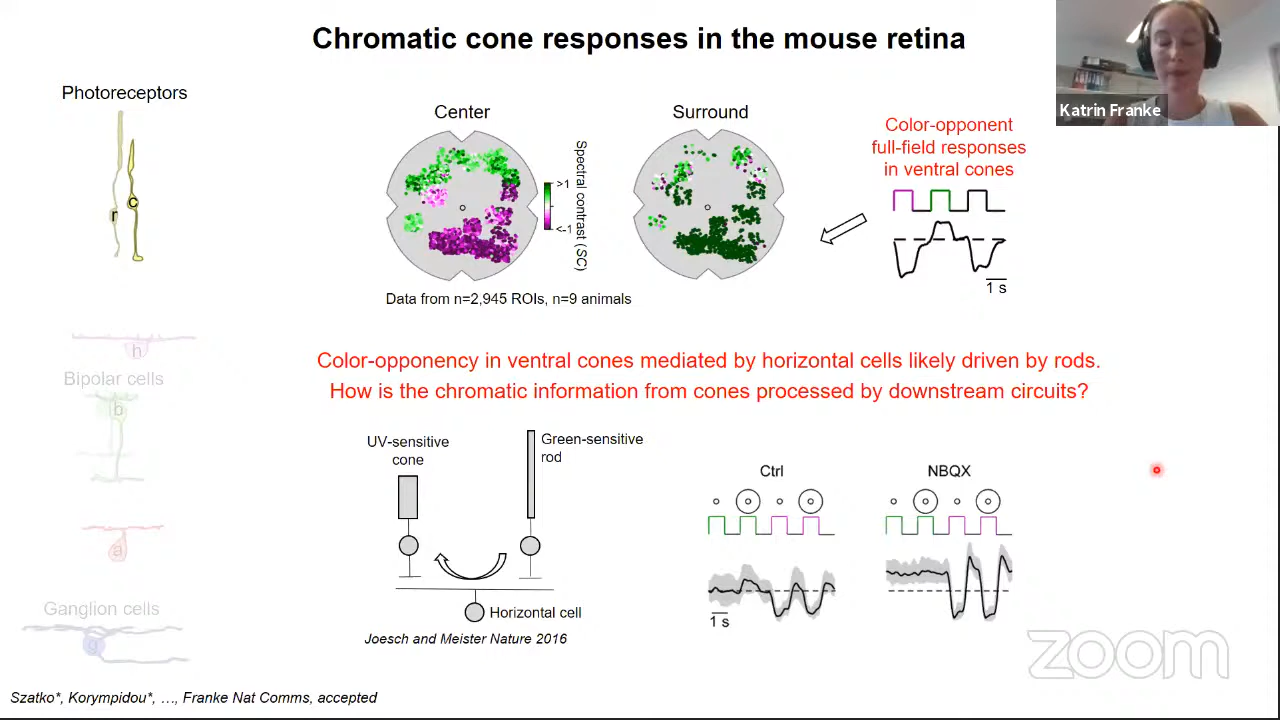 Chromatic cone responses in the mouse retina
Katrin Franke
Photoreceptors
r
c
Center
Surround
Spectral contrast (SC)
>1
<-1
Data from n=2,945 ROIs, n=9 animals
Color-opponent
full-field responses
in ventral cones
1 s
h
Bipolar cells
b
a
Ganglion cells
g
Color-opponency in ventral cones mediated by horizontal cells likely driven by rods.
How is the chromatic information from cones processed by downstream circuits?
UV-sensitive
cone
Green-sensitive
rod
Horizontal cell
Joesch and Meister Nature 2016
Ctrl
NBQX
1 s
zoom
Szatko*, Korympidou*, …, Franke Nat Comms, accepted